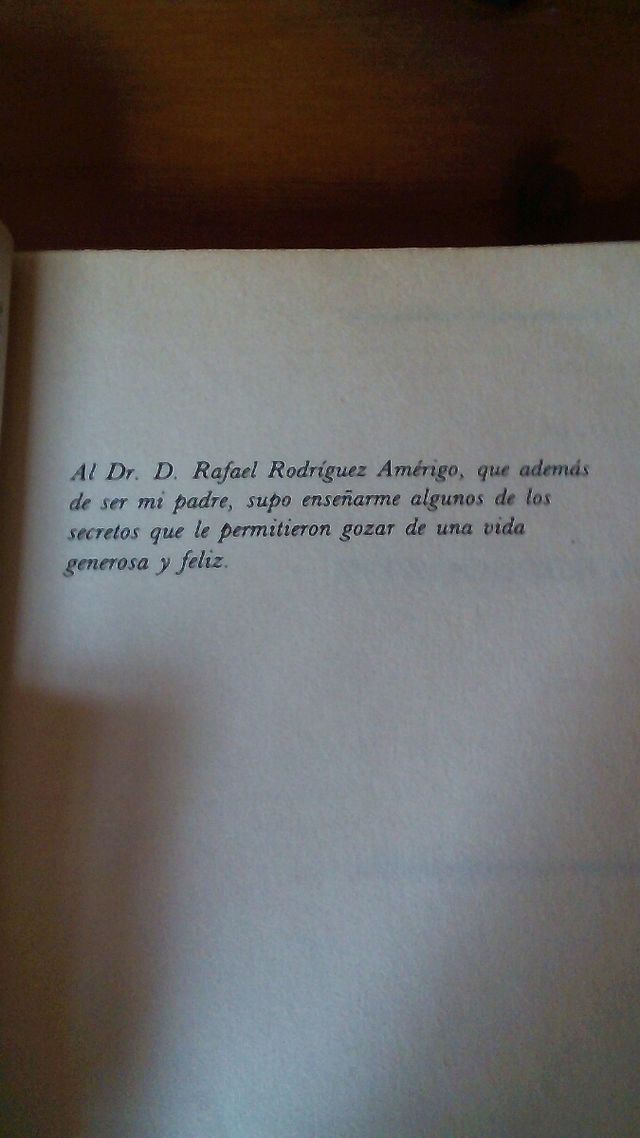 Al Dr. D. Rafael Rodríguez Amérigo, que además
de ser mi padre, supo enseñarme algunos de los
secretos que le permitieron gozar de una vida
generosa y feliz.